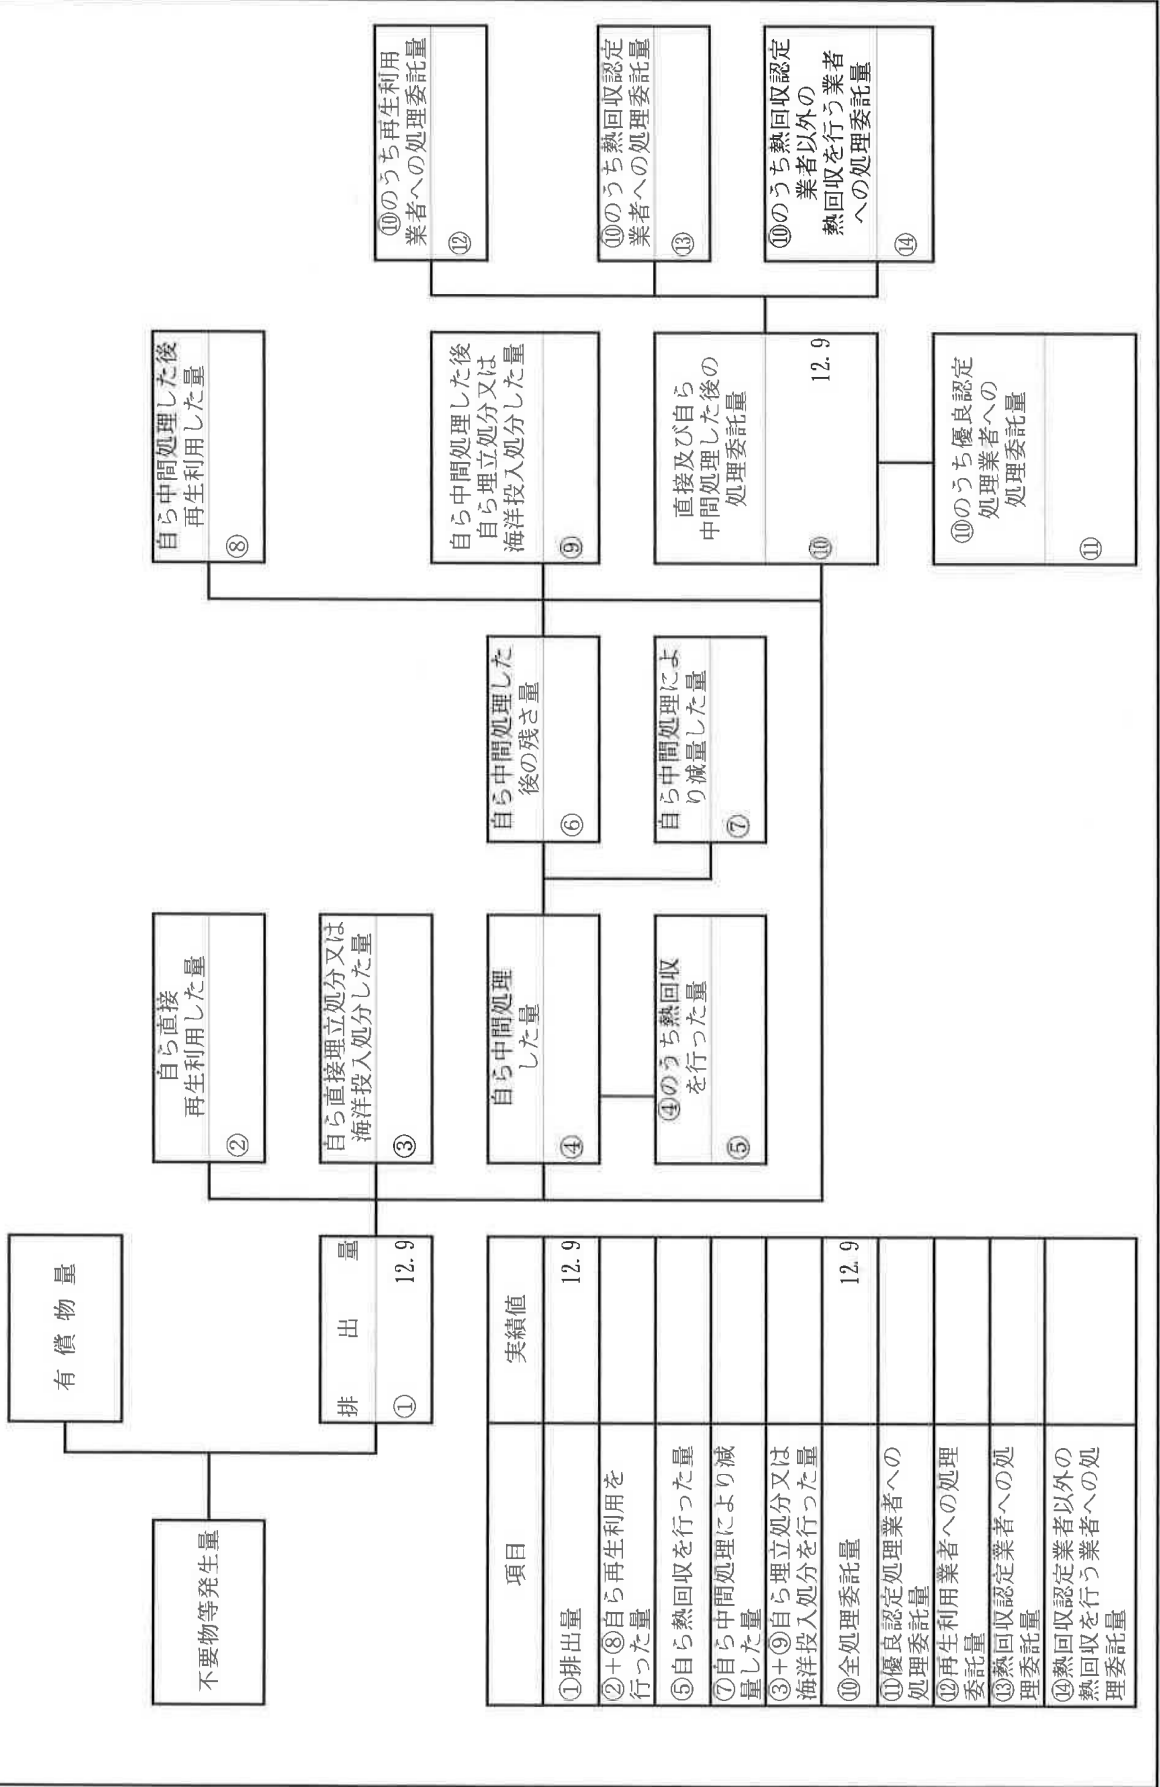 不要物等発生量
有償物量
排出量
① 12.9
自ら直接
再生利用した量
②
自ら直接埋立処分又は
海洋投入処分した量
③
自ら中間処理
した量
④
④のうち熱回収
を行った量
⑤
自ら中間処理した
後の残さ量
⑥
自ら中間処理によ
り減量した量
⑦
自ら中間処理した後
再生利用した量
⑧
自ら中間処理した後
自ら埋立処分又は
海洋投入処分した量
⑨
直接及び自ら
中間処理した後の
処理委託量
⑩ 12.9
⑩のうち優良認定
処理業者への
処理委託量
⑪
⑩のうち再生利用
業者への処理委託量
⑫
⑩のうち熱回収認定
業者への処理委託量
⑬
⑩のうち熱回収認定
業者以外の
熱回収を行う業者
への処理委託量
⑭
項目 実績値
①排出量 12.9
②+⑧自ら再生利用を
行った量
⑤自ら熱回収を行った量
⑦自ら中間処理により減
量した量
③+⑨自ら埋立処分又は
海洋投入処分を行った量
⑩全処理委託量 12.9
⑪優良認定処理業者への
処理委託量
⑫再生利用業者への処理
委託量
⑬熱回収認定業者への処
理委託量
⑭熱回収認定業者以外の
熱回収を行う業者への処
理委託量